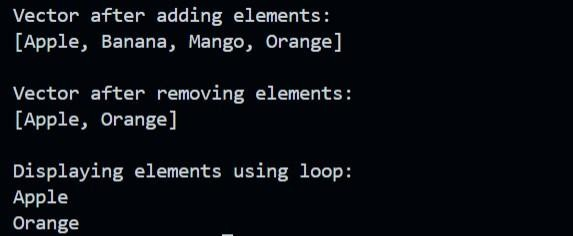 Vector after adding elements:
[Apple, Banana, Mango, Orange]
Vector after removing elements:
[Apple, Orange]
Displaying elements using loop:
Apple
Orange